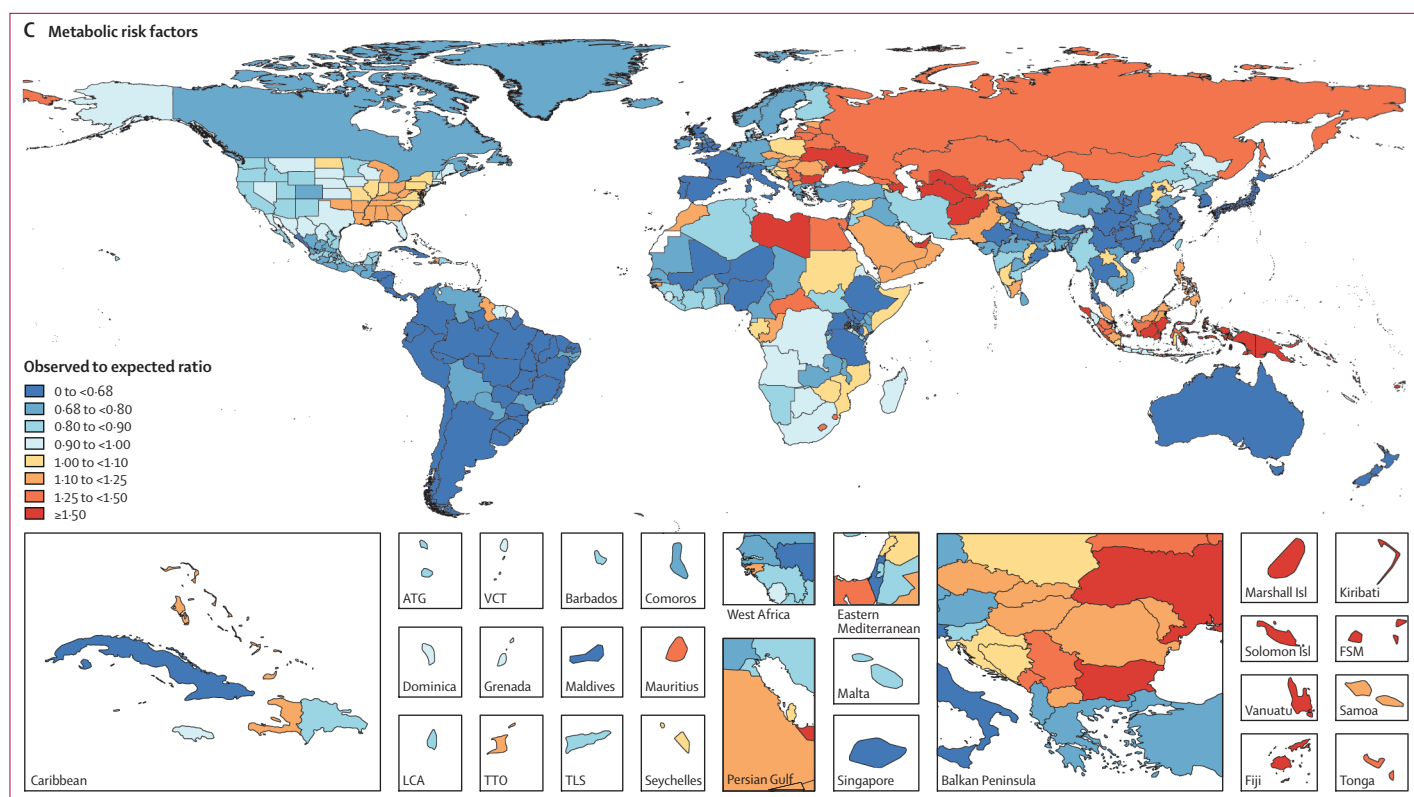 C Metabolic risk factors
Observed to expected ratio
0 to <0·68
0·68 to <0·80
0·80 to <0·90
0·90 to <1·00
1·00 to <1·10
1·10 to <1·25
1·25 to <1·50
≥1·50
Caribbean
ATG
VCT
Barbados
Comoros
Dominica
Grenada
Maldives
Mauritius
LCA
TTO
TLS
Seychelles
West Africa
Eastern
Mediterranean
Persian Gulf
Malta
Singapore
Balkan Peninsula
Marshall Isl
Kiribati
Solomon Isl
FSM
Vanuatu
Samoa
Fiji
Tonga